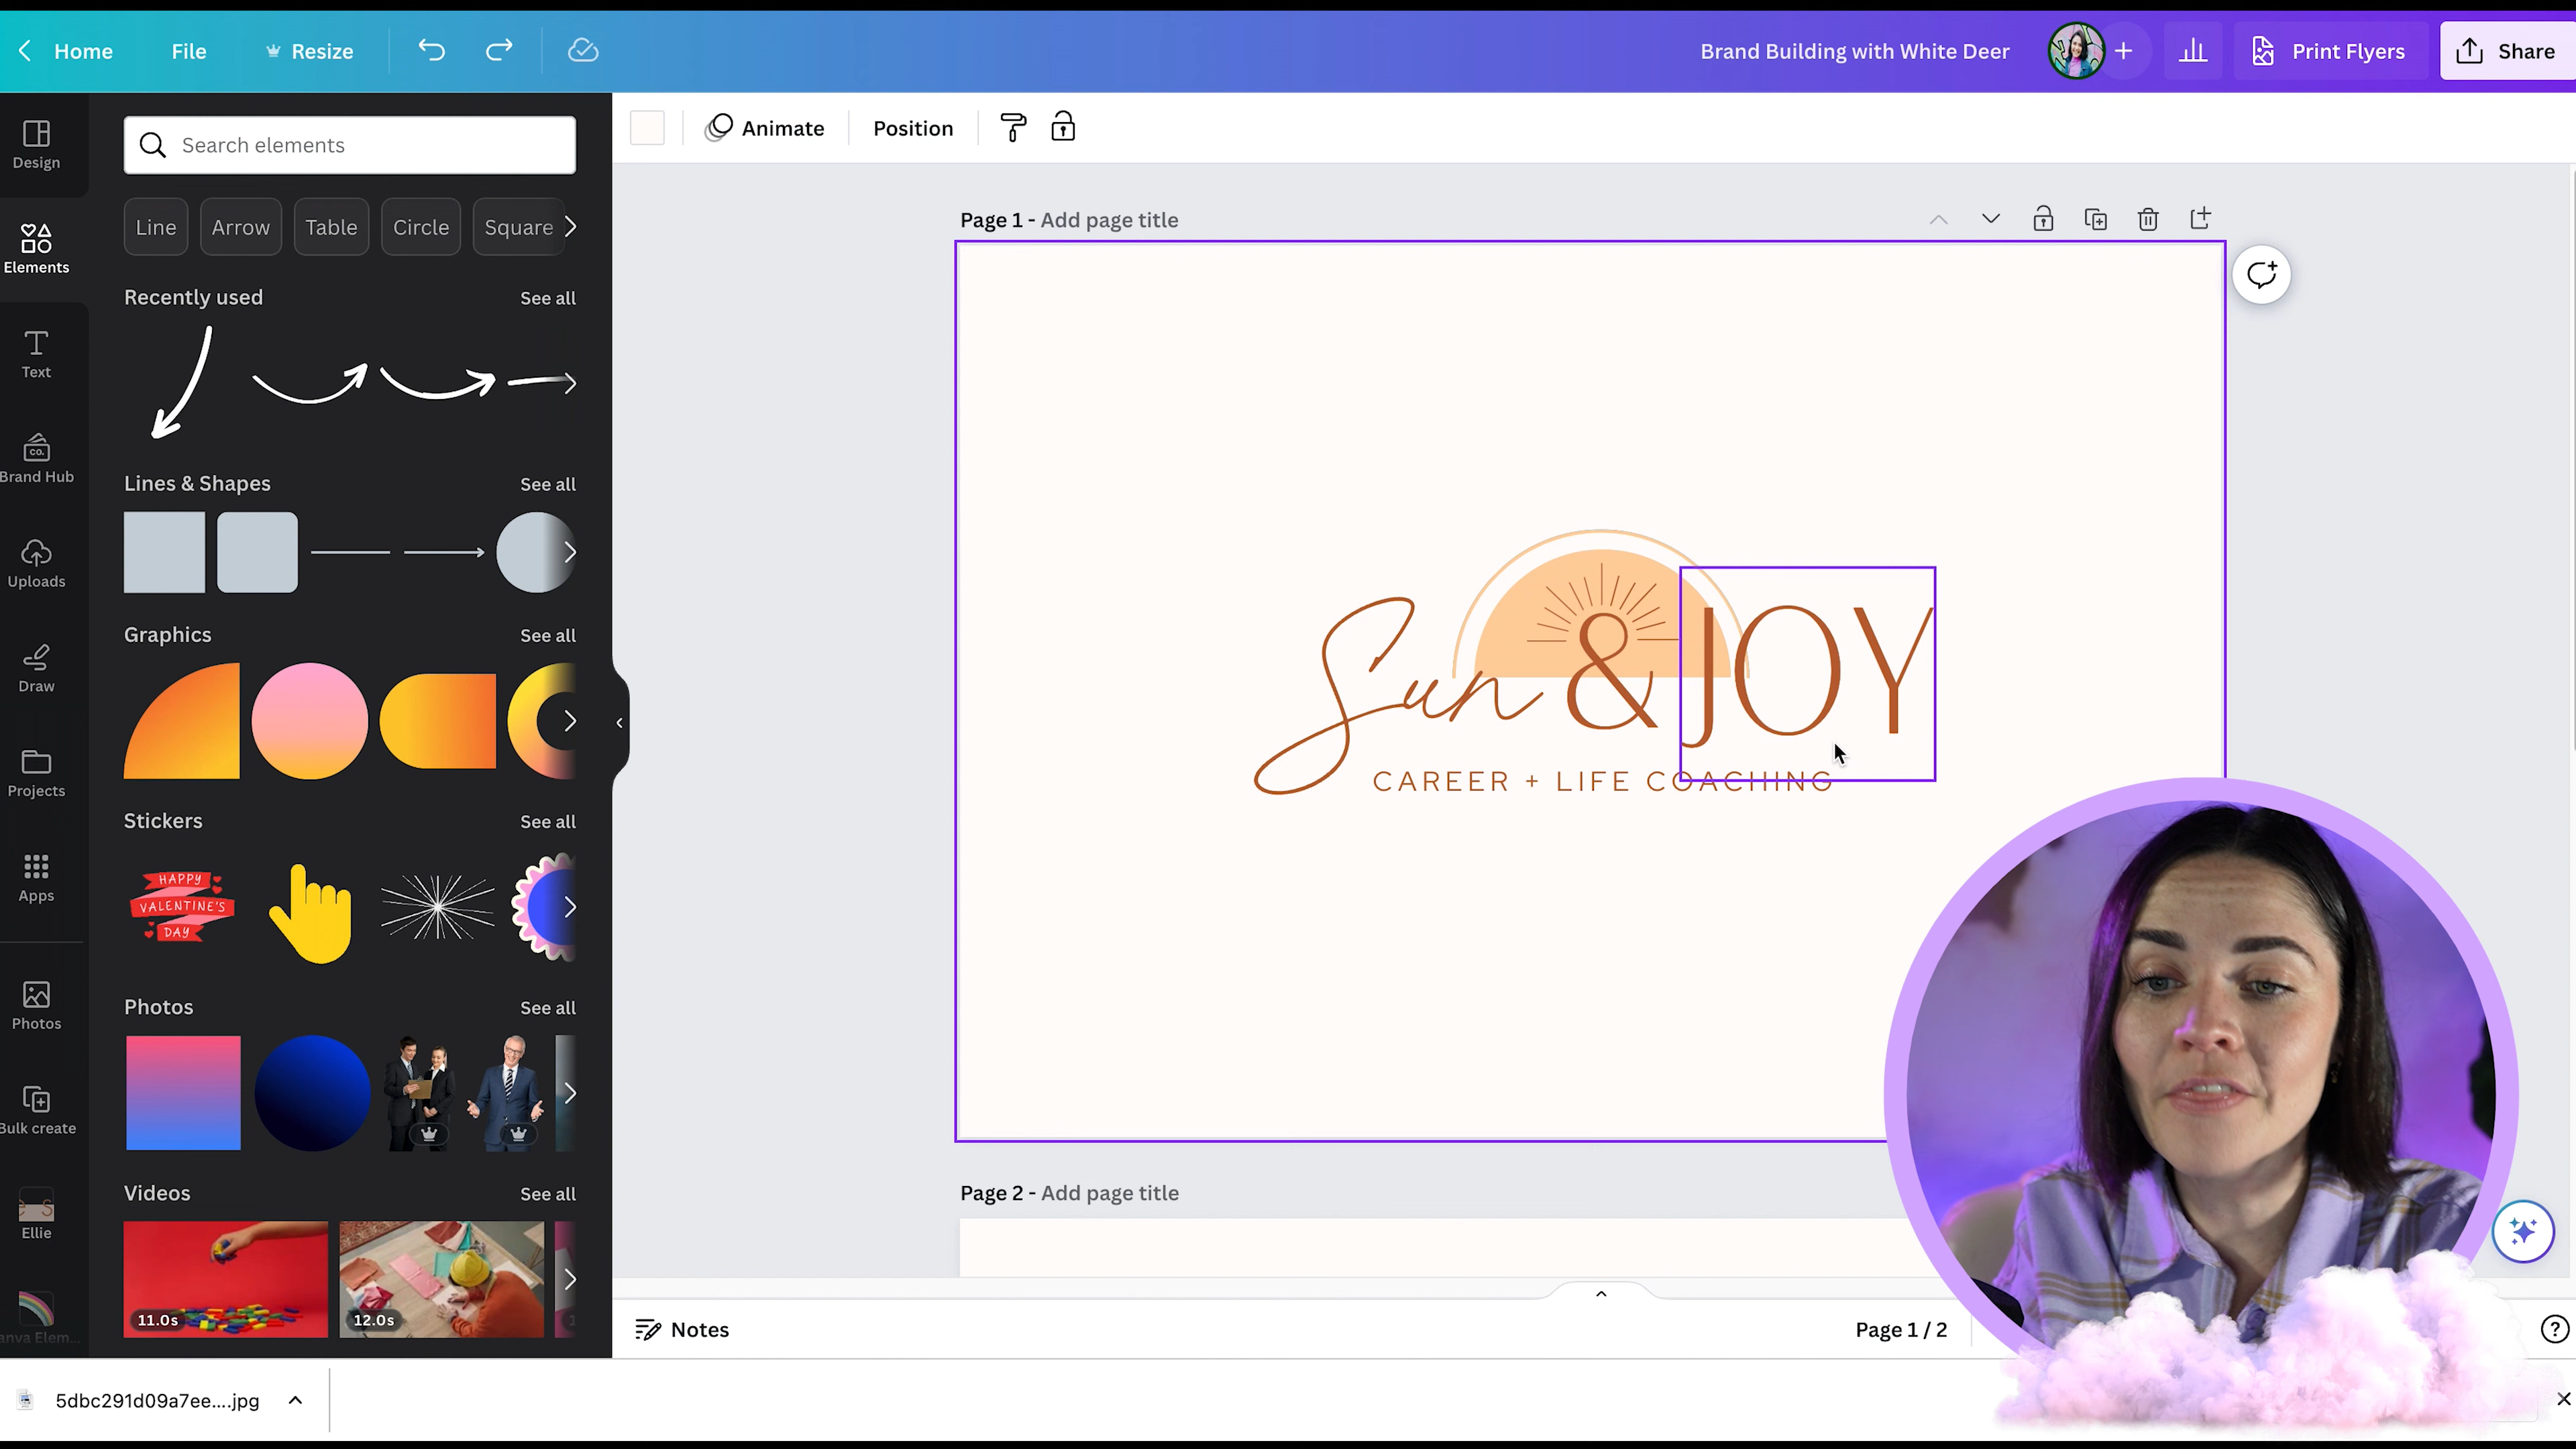 Home File Resize Brand Building with White Deer Print Flyers Share
Design
Elements
Text
CO.
Brand Hub
Uploads
Draw
Projects
Apps
Photos
Bulk create
Ellie
Search elements
Line Arrow Table Circle Square
Recently used See all
Lines & Shapes See all
Graphics See all
Stickers See all
HAPPY
VALENTINE'S
DAY
Photos See all
Videos See all
11.0s 12.0s
Animate Position
Page 1 - Add page title
Sun & JOY
CAREER + LIFE COACHING
Page 2 - Add page title
Notes Page 1 / 2
5dbc291d09a7ee....jpg